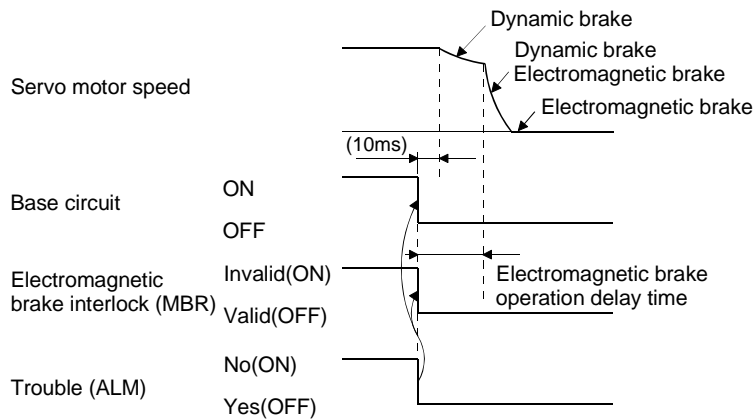 Dynamic brake
Dynamic brake
Electromagnetic brake
Servo motor speed
Electromagnetic brake
(10ms)
ON
Base circuit
OFF
Electromagnetic
brake interlock (MBR)
Invalid(ON)
Valid(OFF)
Electromagnetic brake
operation delay time
No(ON)
Trouble (ALM)
Yes(OFF)